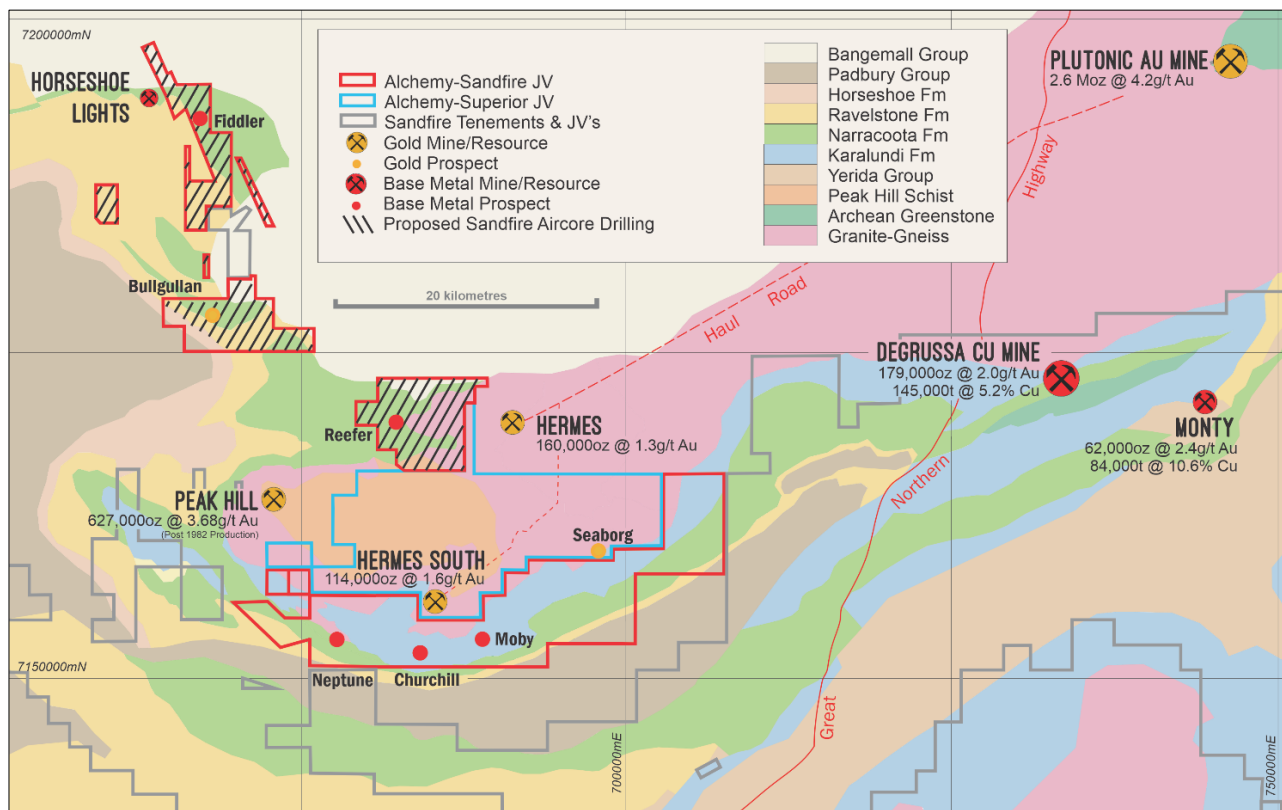 7200000mN
HORSESHOE
LIGHTS
Fiddler
Bullgullan
Alchemy-Sandfire JV
Alchemy-Superior JV
Sandfire Tenements & JV's
Gold Mine/Resource
Gold Prospect
Base Metal Mine/Resource
Base Metal Prospect
Proposed Sandfire Aircore Drilling
Bangemall Group
Padbury Group
Horseshoe Fm
Ravelstone Fm
Narracoota Fm
Karalundi Fm
Yerida Group
Peak Hill Schist
Archean Greenstone
Granite-Gneiss
20 kilometres
PLUTONIC AU MINE
2.6 Moz @ 4.2g/t Au
Highway
Haul Road
DEGRUSSA CU MINE
179,000oz @ 2.0g/t Au
145,000t @ 5.2% Cu
MONTY
62,000oz @ 2.4g/t Au
84,000t @ 10.6% Cu
Reefer
HERMES
160,000oz @ 1.3g/t Au
PEAK HILL
627,000oz @ 3.68g/t Au
(Post 1982 Production)
Northern
Seaborg
HERMES SOUTH
114,000oz @ 1.6g/t Au
Moby
Neptune
Churchill
7150000mN
Great
700000mE
750000mE